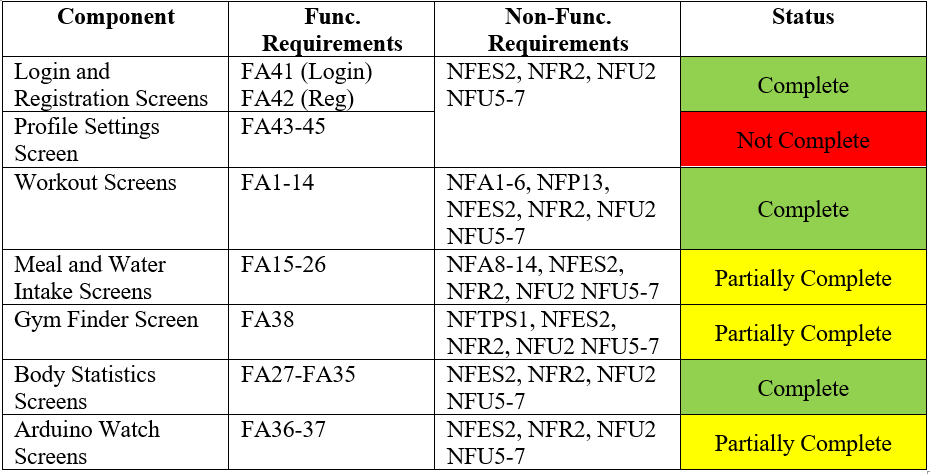 Component Func. Requirements Non-Func. Requirements Status
Login and Registration Screens FA41 (Login) FA42 (Reg) NFES2, NFR2, NFU2 NFU5-7 Complete
Profile Settings Screen FA43-45 Not Complete
Workout Screens FA1-14 NFA1-6, NFP13, NFES2, NFR2, NFU2 NFU5-7 Complete
Meal and Water Intake Screens FA15-26 NFA8-14, NFES2, NFR2, NFU2 NFU5-7 Partially Complete
Gym Finder Screen FA38 NFTPS1, NFES2, NFR2, NFU2 NFU5-7 Partially Complete
Body Statistics Screens FA27-FA35 NFES2, NFR2, NFU2 NFU5-7 Complete
Arduino Watch Screens FA36-37 NFES2, NFR2, NFU2 NFU5-7 Partially Complete